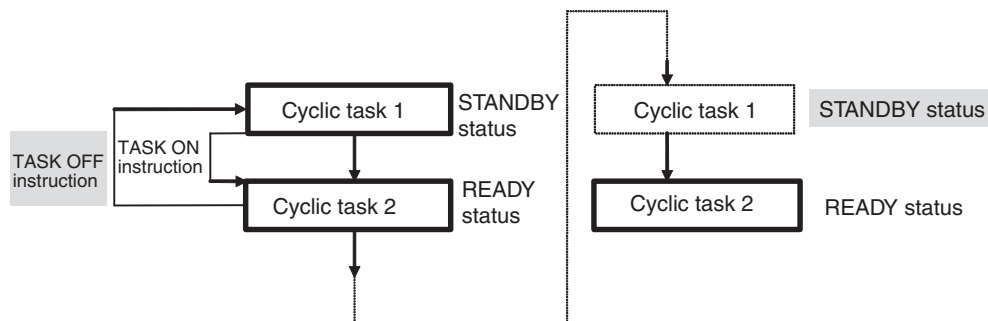 Cyclic task 1
STANDBY
status
TASK OFF
instruction
TASK ON
instruction
Cyclic task 2
READY
status
Cyclic task 1
STANDBY status
Cyclic task 2
READY status